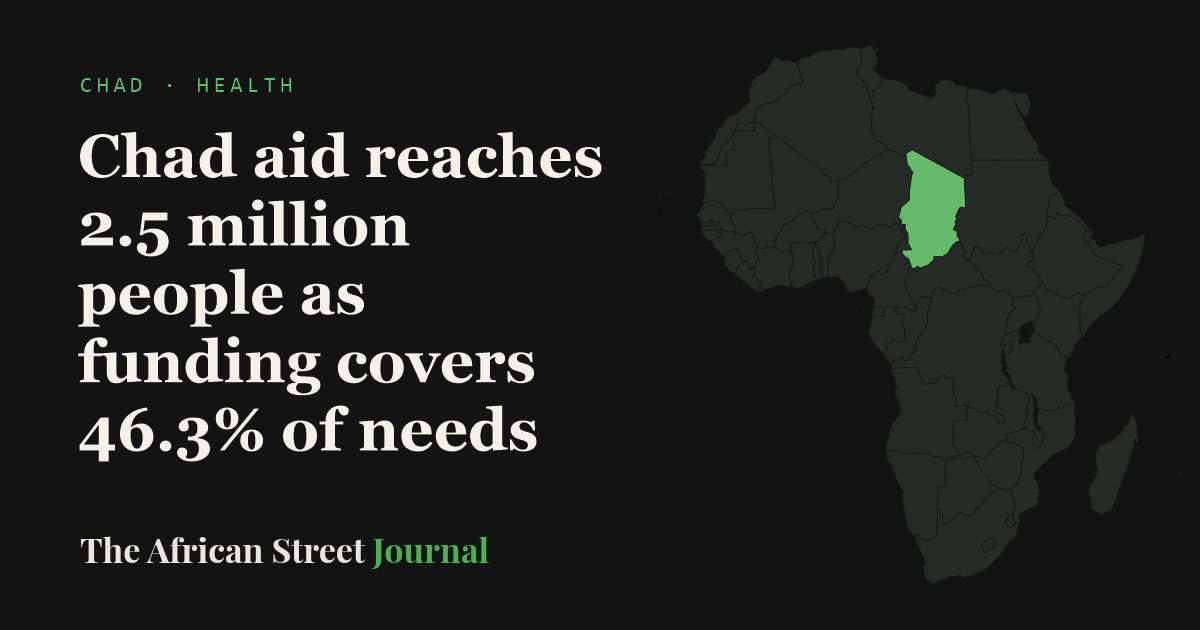 CHAD · HEALTH
Chad aid reaches
2.5 million
people as
funding covers
46.3% of needs
The African Street Journal